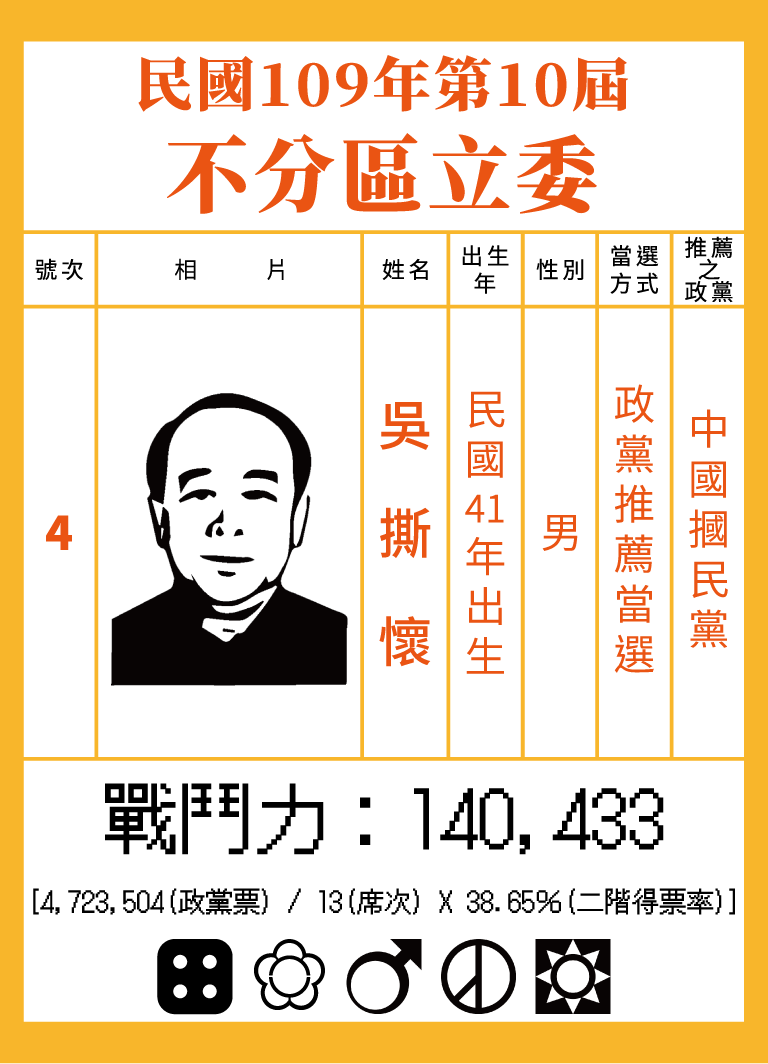 民國109年第10屆
不分區立委
號次
相 片
姓名
出生
年
性別
當選
方式
推薦
之
政黨
4
吳撕懷
民國41年出生
男
政黨推薦當選
中國摑民黨
戰鬥力：140,433
[4,723,504(政黨票) / 13(席次) X 38.65%(二階得票率)]